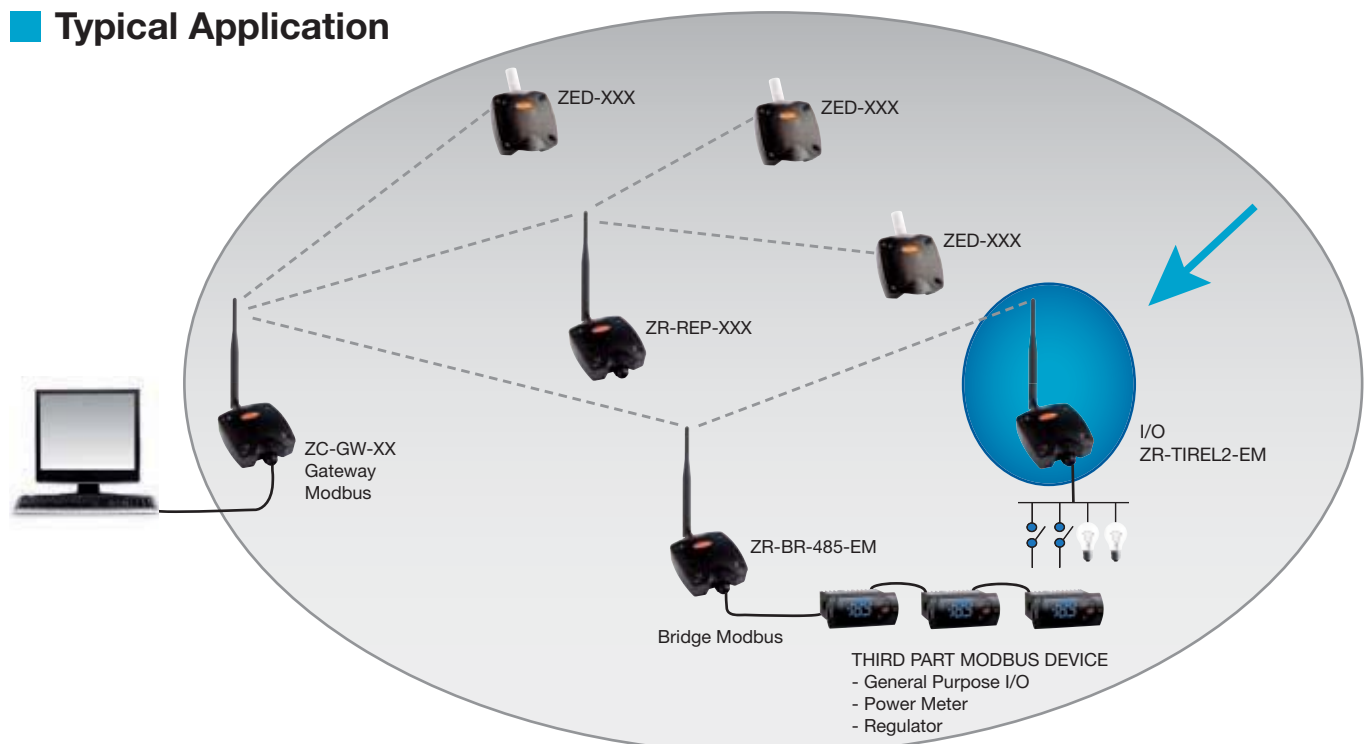 Typical Application
ZED-XXX
ZED-XXX
ZED-XXX
ZR-REP-XXX
ZC-GW-XX
Gateway
Modbus
I/O
ZR-TIREL2-EM
ZR-BR-485-EM
Bridge Modbus
THIRD PART MODBUS DEVICE
- General Purpose I/O
- Power Meter
- Regulator